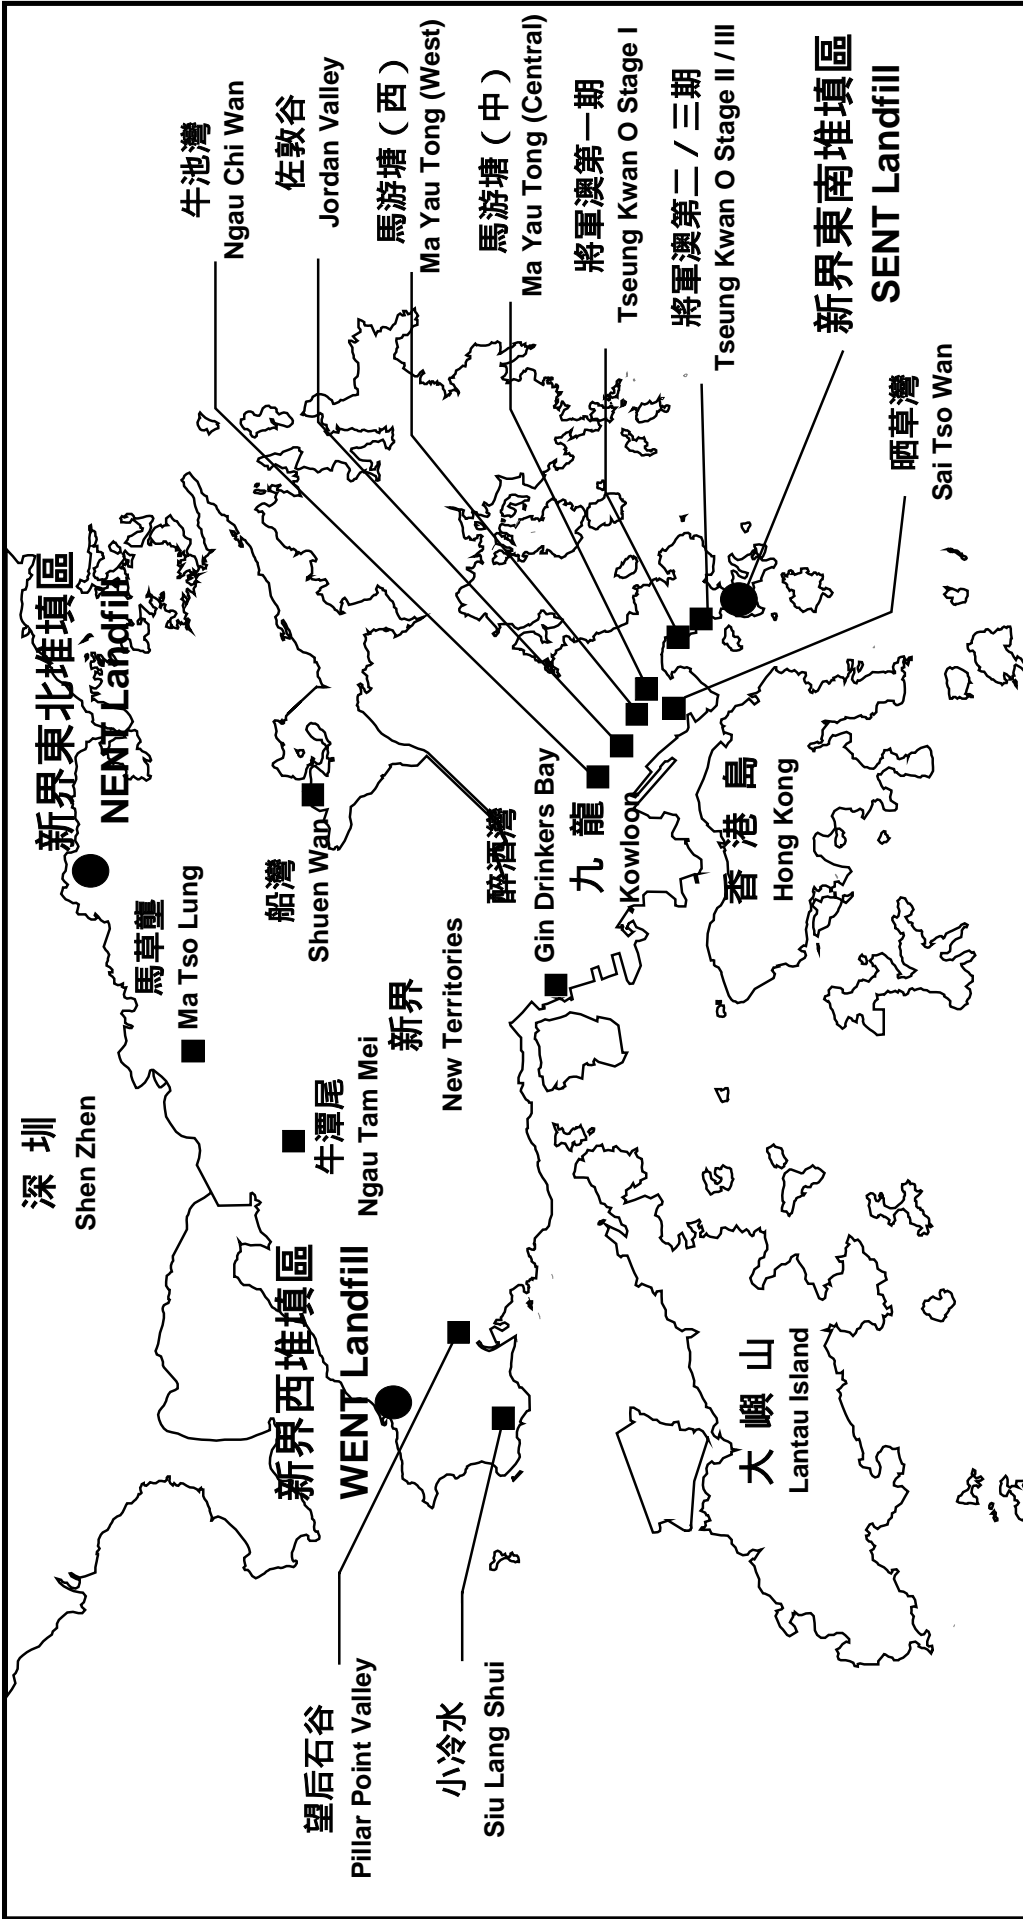 深 圳
Shen Zhen
新界東北堆填區
NENT Landfill
馬草壟
Ma Tso Lung
牛池灣
Ngau Chi Wan
佐敦谷
Jordan Valley
馬游塘（西）
Ma Yau Tong (West)
馬游塘（中）
Ma Yau Tong (Central)
將軍澳第一期
Tseung Kwan O Stage I
將軍澳第二／三期
Tseung Kwan O Stage II / III
新界東南堆填區
SENT Landfill
晒草灣
Sai Tso Wan
船灣
Shuen Wan
牛潭尾
Ngau Tam Mei
新界
New Territories
醉酒灣
Gin Drinkers Bay
九 龍
Kowloon
香 港 島
Hong Kong
新界西堆填區
WENT Landfill
望后石谷
Pillar Point Valley
小冷水
Siu Lang Shui
大 嶼 山
Lantau Island